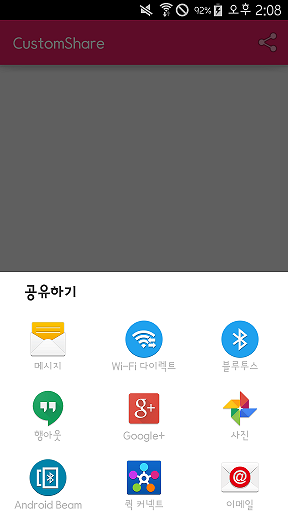 92% 오후 2:08
CustomShare
공유하기
메시지 Wi-Fi 다이렉트 블루투스
행아웃 Google+ 사진
Android Beam 퀵 커넥트 이메일